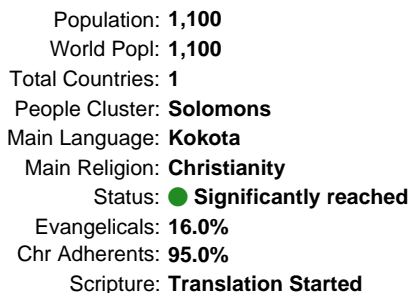 Population: 1,100
World Popl: 1,100
Total Countries: 1
People Cluster: Solomons
Main Language: Kokota
Main Religion: Christianity
Status: Significantly reached
Evangelicals: 16.0%
Chr Adherents: 95.0%
Scripture: Translation Started